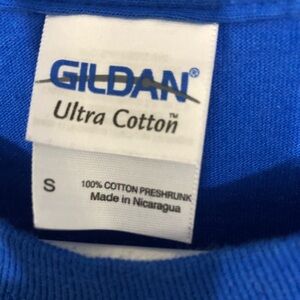 GILDAN®
Ultra Cotton™
S
100% COTTON PRESHRUNK
Made in Nicaragua